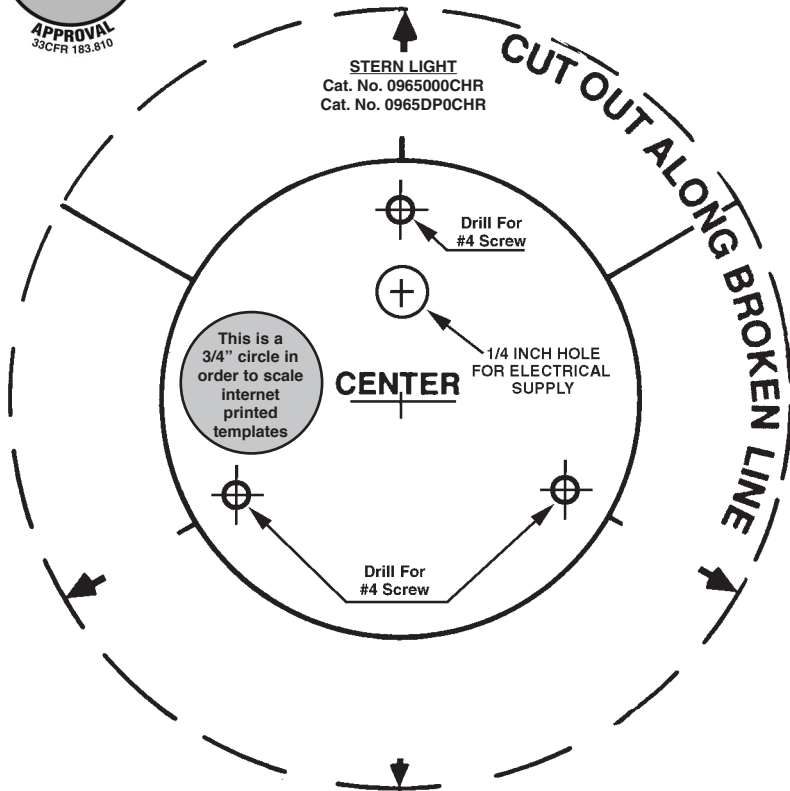 APPROVAL
33CFR 183.810
STERN LIGHT
Cat. No. 0965000CHR
Cat. No. 0965DP0CHR
CUT OUT ALONG BROKEN LINE
Drill For
#4 Screw
1/4 INCH HOLE
FOR ELECTRICAL
SUPPLY
This is a
3/4” circle in
order to scale
internet
printed
templates
CENTER
Drill For
#4 Screw